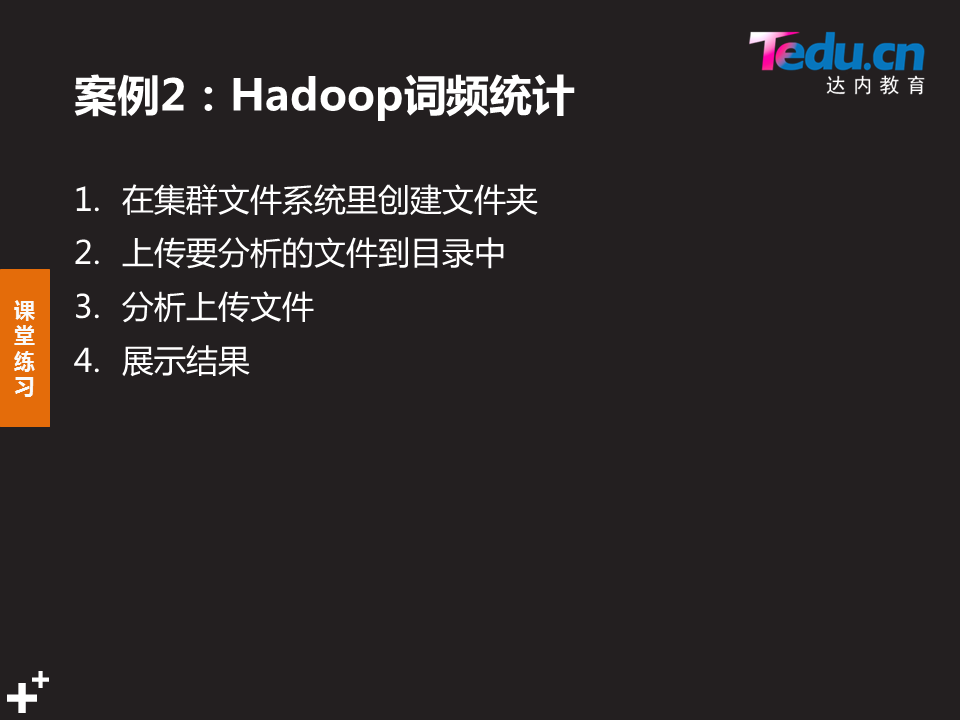 Tedu.cn
达内教育
案例2：Hadoop词频统计
1. 在集群文件系统里创建文件夹
2. 上传要分析的文件到目录中
3. 分析上传文件
4. 展示结果
课
堂
练
习